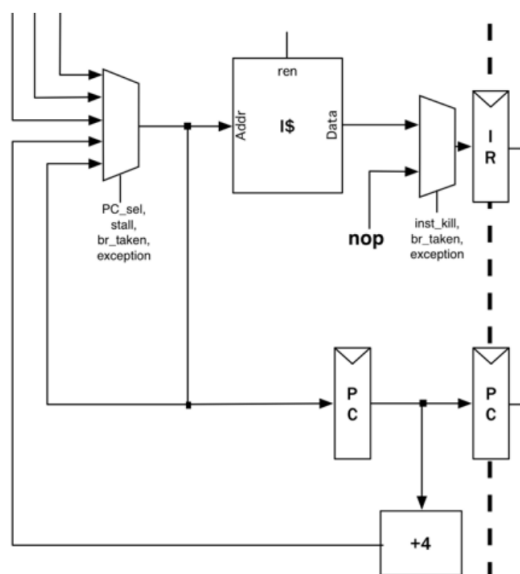 ren
Addr
I$
Data
I
R
PC_sel,
stall,
br_taken,
exception
nop
inst_kill,
br_taken,
exception
P
C
P
C
+4